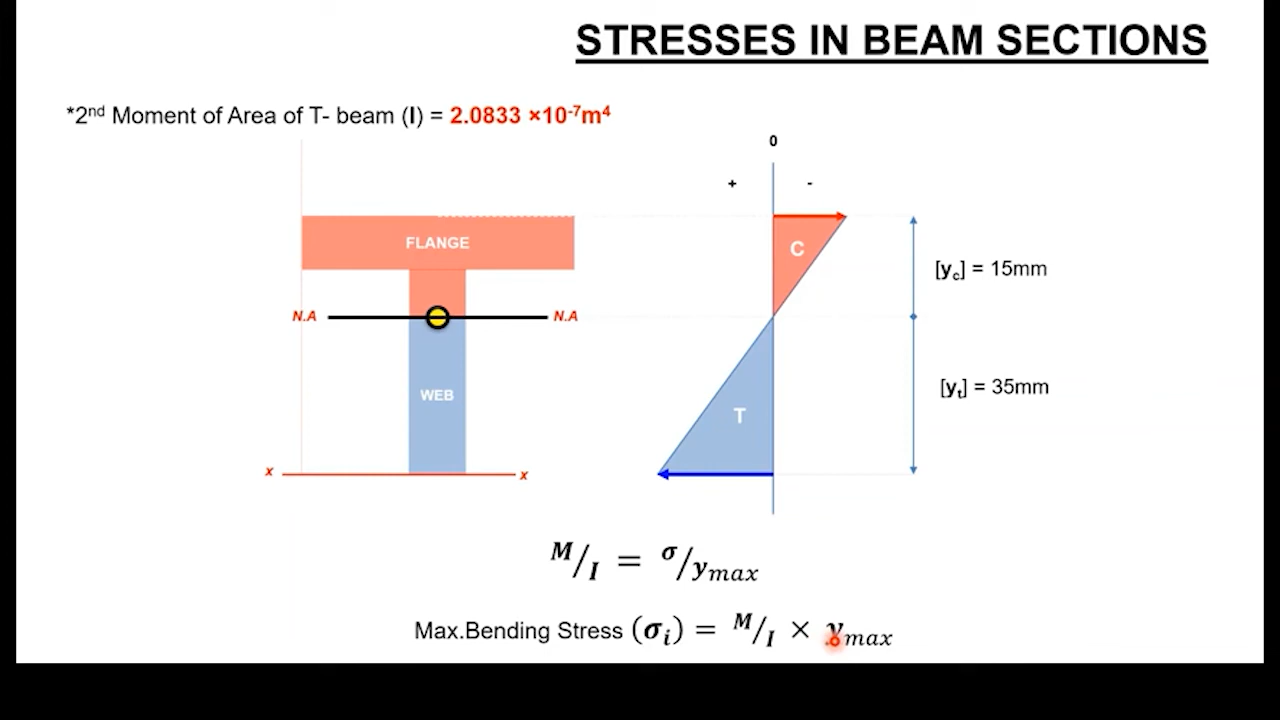 STRESSES IN BEAM SECTIONS
*2nd Moment of Area of T- beam (I) = 2.0833 ×10-7m4
0
+ -
FLANGE
C
[yc] = 15mm
N.A N.A
WEB
T
[yt] = 35mm
x x
M/I = σ/ymax
Max.Bending Stress (σi) = M/I × ymax